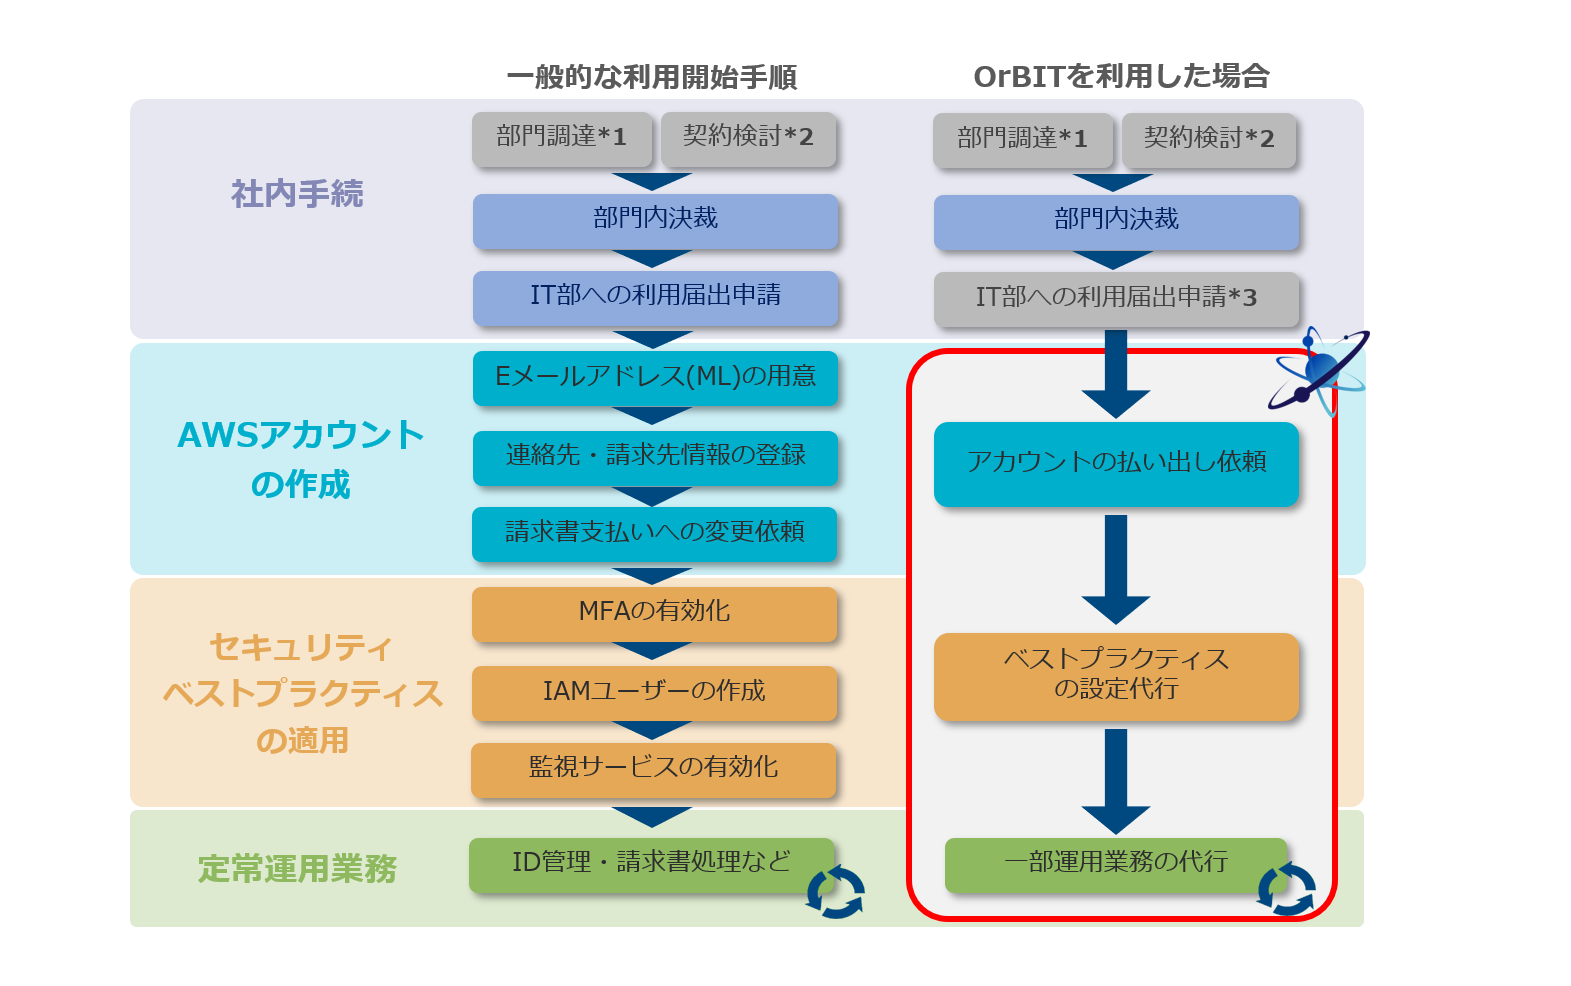 一般的な利用開始手順
OrBITを利用した場合
社内手続
部門調達*1
契約検討*2
部門内決裁
IT部への利用届出申請
部門調達*1
契約検討*2
部門内決裁
IT部への利用届出申請*3
AWSアカウント
の作成
Eメールアドレス(ML)の用意
連絡先・請求先情報の登録
請求書支払いへの変更依頼
アカウントの払い出し依頼
セキュリティ
ベストプラクティス
の適用
MFAの有効化
IAMユーザーの作成
監視サービスの有効化
ベストプラクティス
の設定代行
定常運用業務
ID管理・請求書処理など
一部運用業務の代行